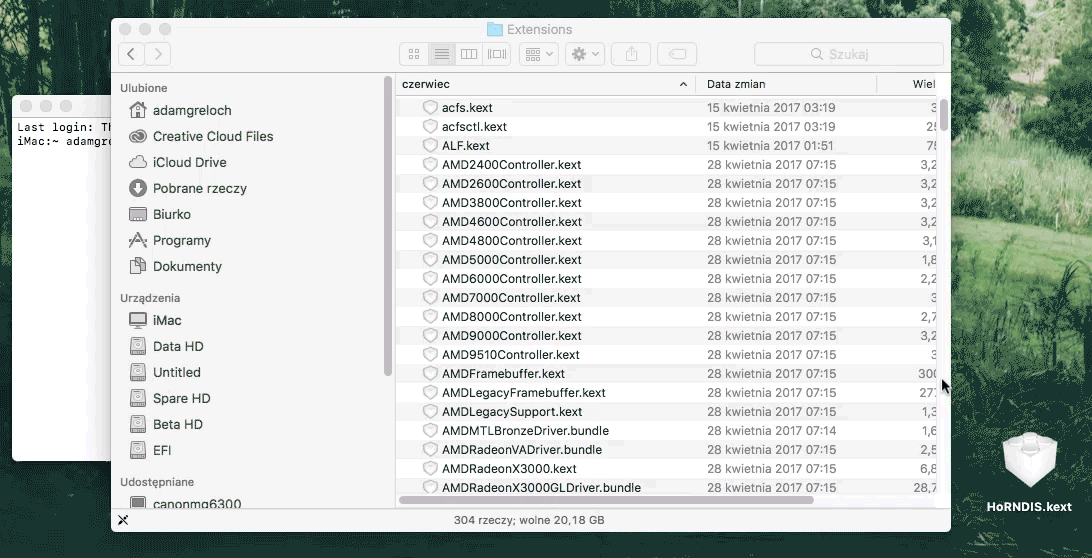 Extensions
Szukaj
Ulubione
adamgreloch
Creative Cloud Files
iCloud Drive
Pobrane rzeczy
Biurko
Programy
Dokumenty
Urządzenia
iMac
Data HD
Untitled
Spare HD
Beta HD
EFI
Udostępniane
canonmg6300
Last login: Th
iMac:~ adamgre
czerwiec Data zmian Wiel
acfs.kext 15 kwietnia 2017 03:19 3
acfsctl.kext 15 kwietnia 2017 03:19 25
ALF.kext 15 kwietnia 2017 01:51 75
AMD2400Controller.kext 28 kwietnia 2017 07:15 3,2
AMD2600Controller.kext 28 kwietnia 2017 07:15 3,2
AMD3800Controller.kext 28 kwietnia 2017 07:15 3,2
AMD4600Controller.kext 28 kwietnia 2017 07:15 3,2
AMD4800Controller.kext 28 kwietnia 2017 07:15 3,1
AMD5000Controller.kext 28 kwietnia 2017 07:15 1,8
AMD6000Controller.kext 28 kwietnia 2017 07:15 2,2
AMD7000Controller.kext 28 kwietnia 2017 07:15 3
AMD8000Controller.kext 28 kwietnia 2017 07:15 2,7
AMD9000Controller.kext 28 kwietnia 2017 07:15 3,2
AMD9510Controller.kext 28 kwietnia 2017 07:15 3
AMDFramebuffer.kext 28 kwietnia 2017 07:15 300
AMDLegacyFramebuffer.kext 28 kwietnia 2017 07:15 277
AMDLegacySupport.kext 28 kwietnia 2017 07:15 1,3
AMDMTLBronzeDriver.bundle 28 kwietnia 2017 07:14 1,6
AMDRadeonVADriver.bundle 28 kwietnia 2017 07:15 2,5
AMDRadeonX3000.kext 28 kwietnia 2017 07:15 6,8
AMDRadeonX3000GLDriver.bundle 28 kwietnia 2017 07:15 28,7
304 rzeczy; wolne 20,18 GB
HoRNDIS.kext